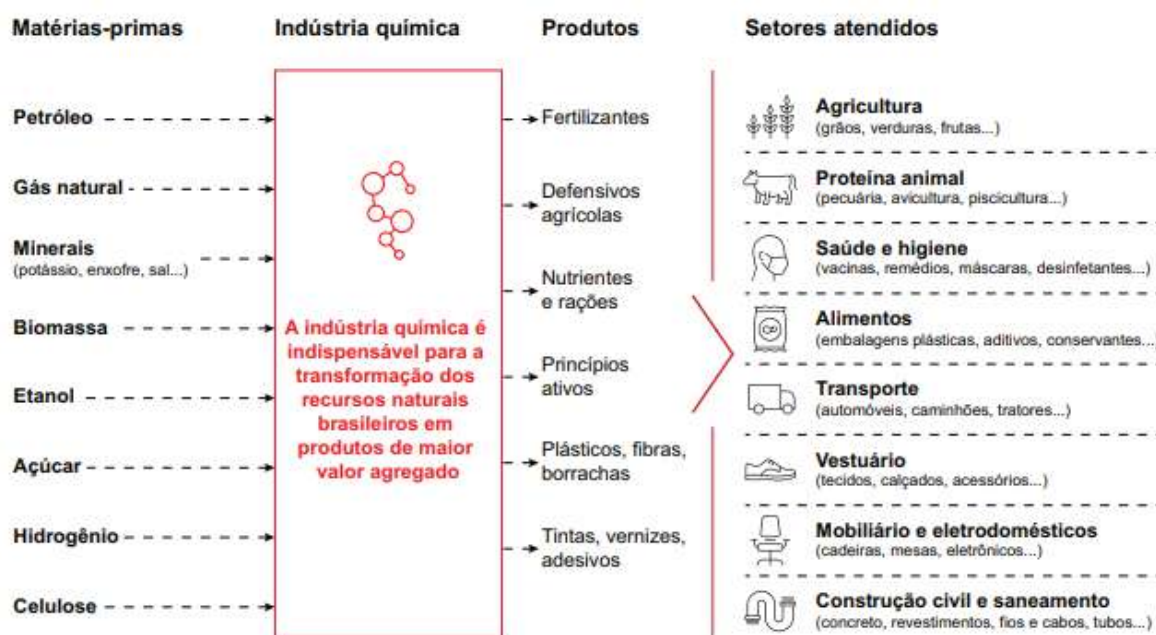 Matérias-primas
Indústria química
Produtos
Setores atendidos
Petróleo
Gás natural
Minerais
(potássio, enxofre, sal...)
Biomassa
Etanol
Açúcar
Hidrogênio
Celulose
A indústria química é
indispensável para a
transformação dos
recursos naturais
brasileiros em
produtos de maior
valor agregado
Fertilizantes
Defensivos
agrícolas
Nutrientes
e rações
Princípios
ativos
Plásticos, fibras,
borrachas
Tintas, vernizes,
adesivos
Agricultura
(grãos, verduras, frutas...)
Proteína animal
(pecuária, avicultura, piscicultura...)
Saúde e higiene
(vacinas, remédios, máscaras, desinfetantes...)
Alimentos
(embalagens plásticas, aditivos, conservantes...
Transporte
(automóveis, caminhões, tratores...)
Vestuário
(tecidos, calçados, acessórios...)
Mobiliário e eletrodomésticos
(cadeiras, mesas, eletrônicos...)
Construção civil e saneamento
(concreto, revestimentos, fios e cabos, tubos...)